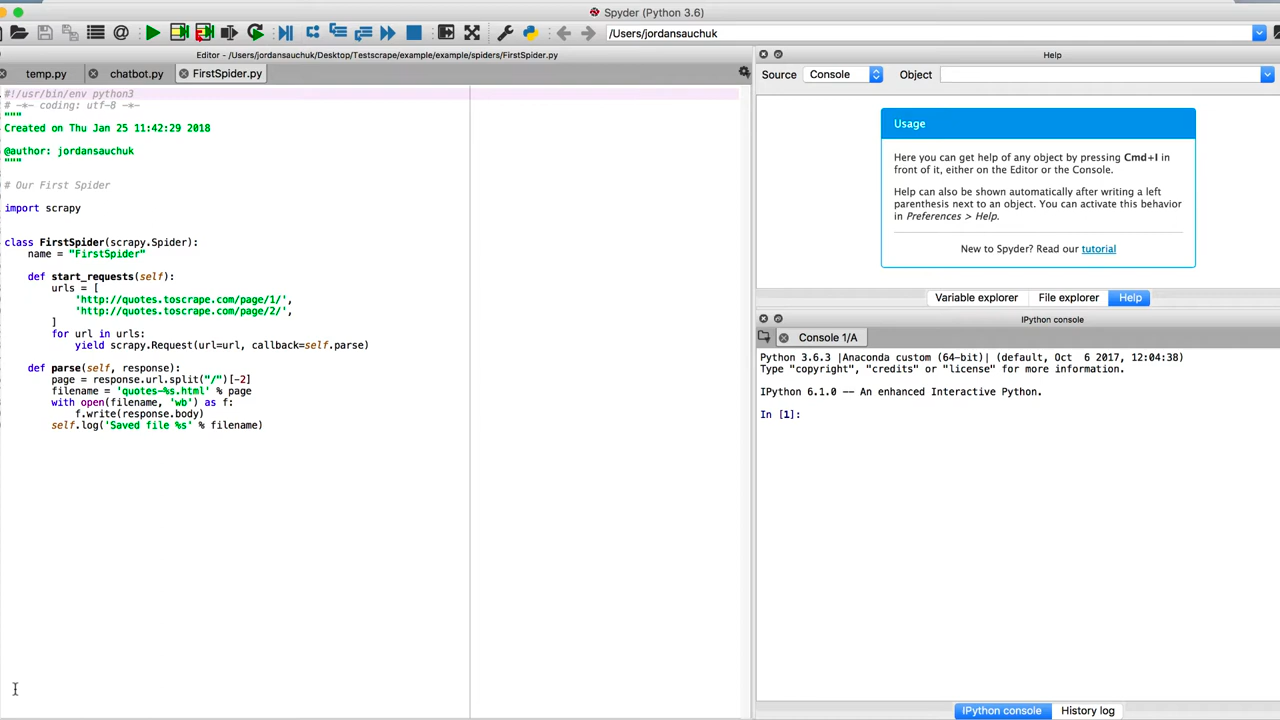 Spyder (Python 3.6)
/Users/jordansauchuk
Editor - /Users/jordansauchuk/Desktop/Testscrape/example/example/spiders/FirstSpider.py
temp.py
chatbot.py
FirstSpider.py
#!/usr/bin/env python3
# -*- coding: utf-8 -*-
"""
Created on Thu Jan 25 11:42:29 2018
@author: jordansauchuk
"""
# Our First Spider
import scrapy
class FirstSpider(scrapy.Spider):
name = "FirstSpider"
def start_requests(self):
urls = [
'http://quotes.toscrape.com/page/1/',
'http://quotes.toscrape.com/page/2/',
]
for url in urls:
yield scrapy.Request(url=url, callback=self.parse)
def parse(self, response):
page = response.url.split("/")[-2]
filename = 'quotes-%s.html' % page
with open(filename, 'wb') as f:
f.write(response.body)
self.log('Saved file %s' % filename)
Help
Source
Console
Object
Usage
Here you can get help of any object by pressing Cmd+I in
front of it, either on the Editor or the Console.
Help can also be shown automatically after writing a left
parenthesis next to an object. You can activate this behavior
in Preferences > Help.
New to Spyder? Read our tutorial
Variable explorer
File explorer
Help
IPython console
Console 1/A
Python 3.6.3 |Anaconda custom (64-bit)| (default, Oct  6 2017, 12:04:38)
Type "copyright", "credits" or "license" for more information.
IPython 6.1.0 -- An enhanced Interactive Python.
In [1]:
IPython console
History log